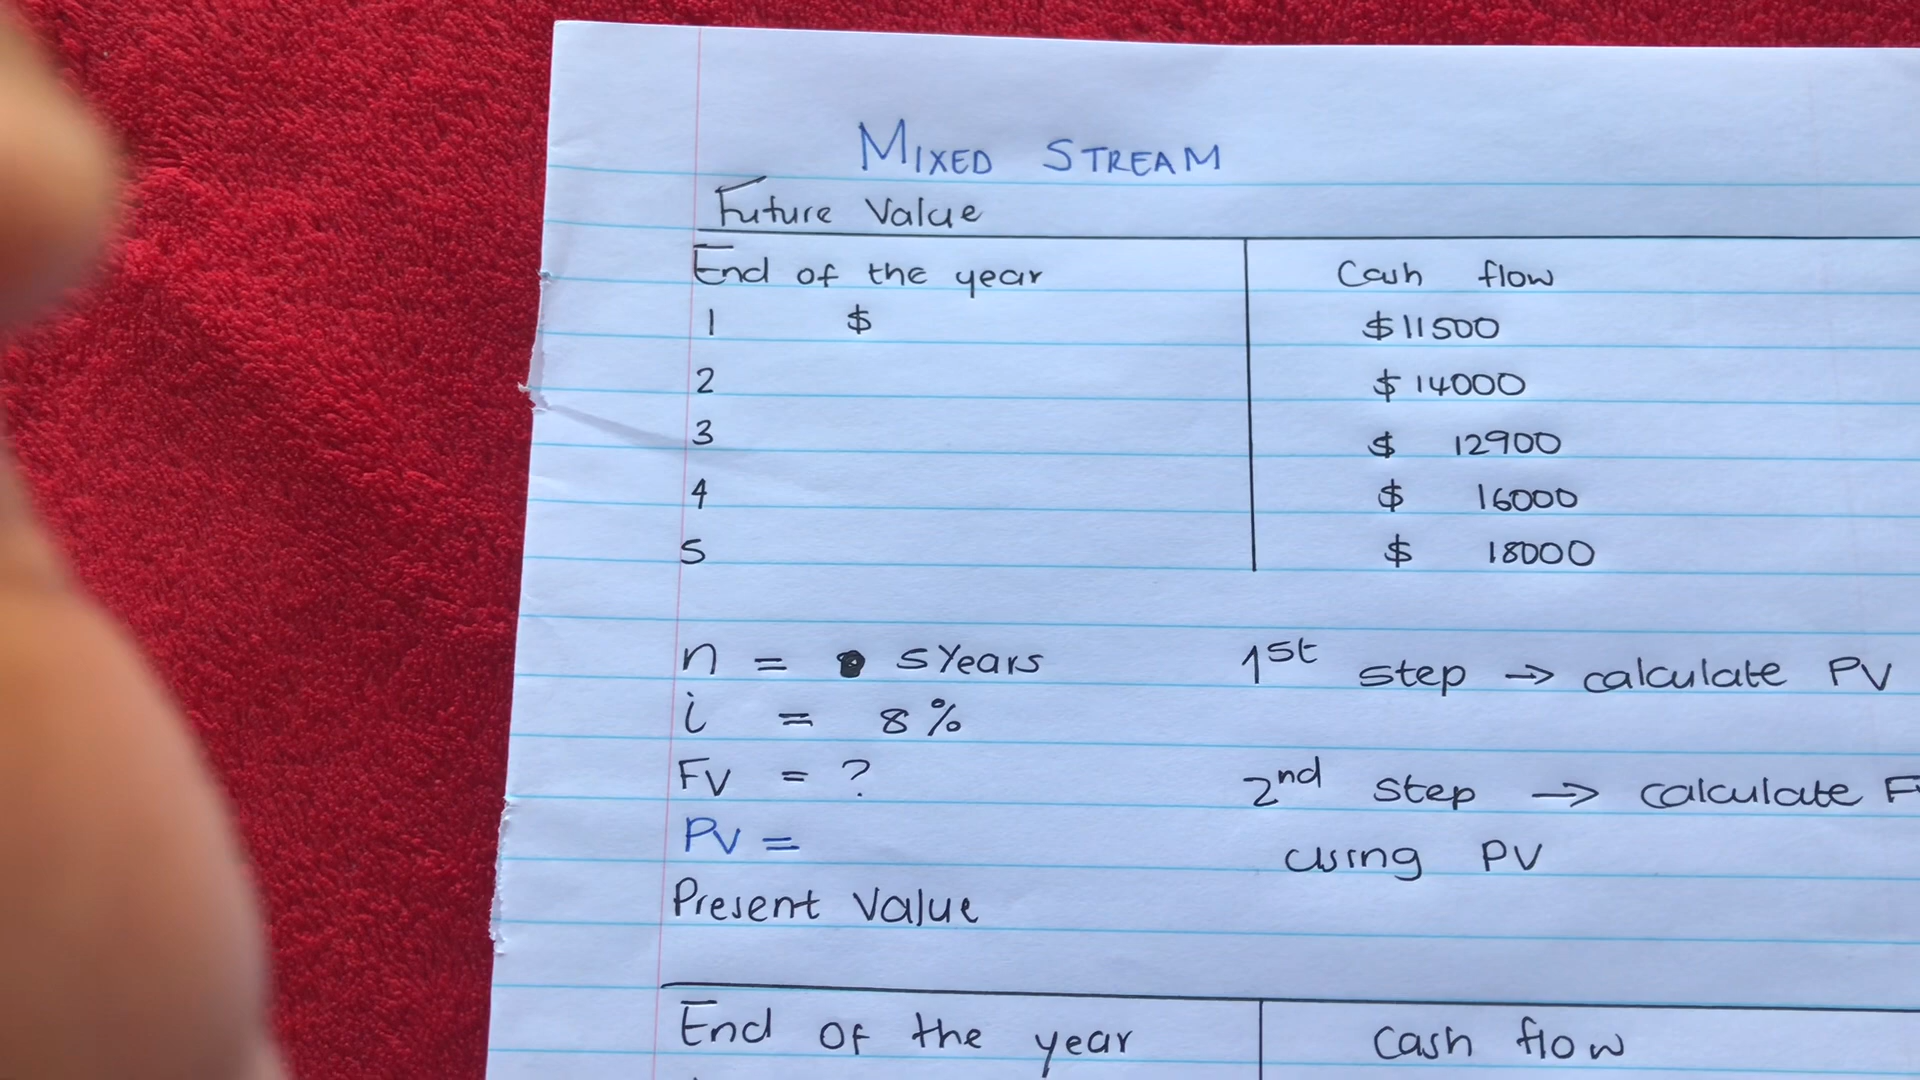 MIXED STREAM
Future Value
End of the year Cash flow
1 $ $11500
2 $ 14000
3 $ 12900
4 $ 16000
5 $ 18000
n = 5 Years 1st step → calculate PV
i = 8%
FV = ? 2nd step → calculate
PV = using PV
Present Value
End of the year Cash flow